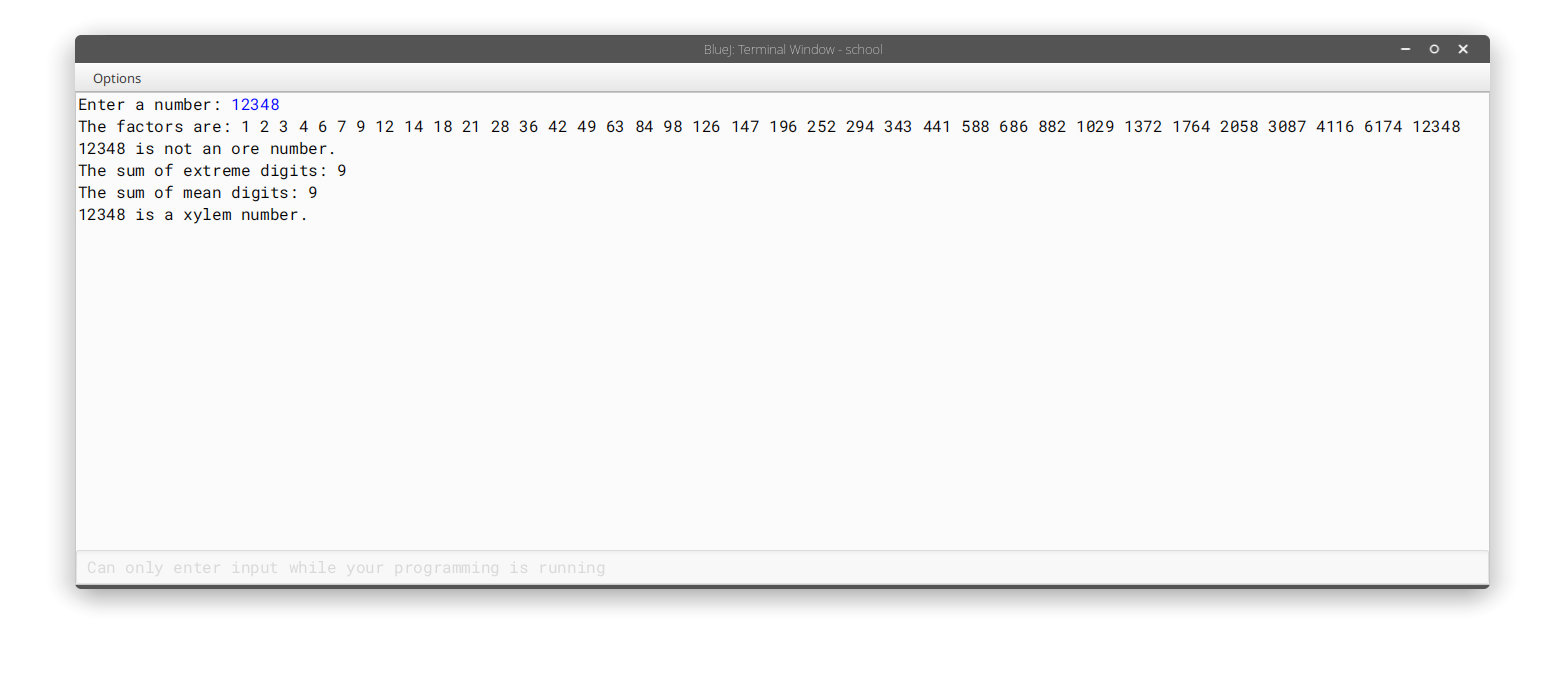 BlueJ: Terminal Window - school
Options
Enter a number: 12348
The factors are: 1 2 3 4 6 7 9 12 14 18 21 28 36 42 49 63 84 98 126 147 196 252 294 343 441 588 686 882 1029 1372 1764 2058 3087 4116 6174 12348
12348 is not an ore number.
The sum of extreme digits: 9
The sum of mean digits: 9
12348 is a xylem number.
Can only enter input while your programming is running